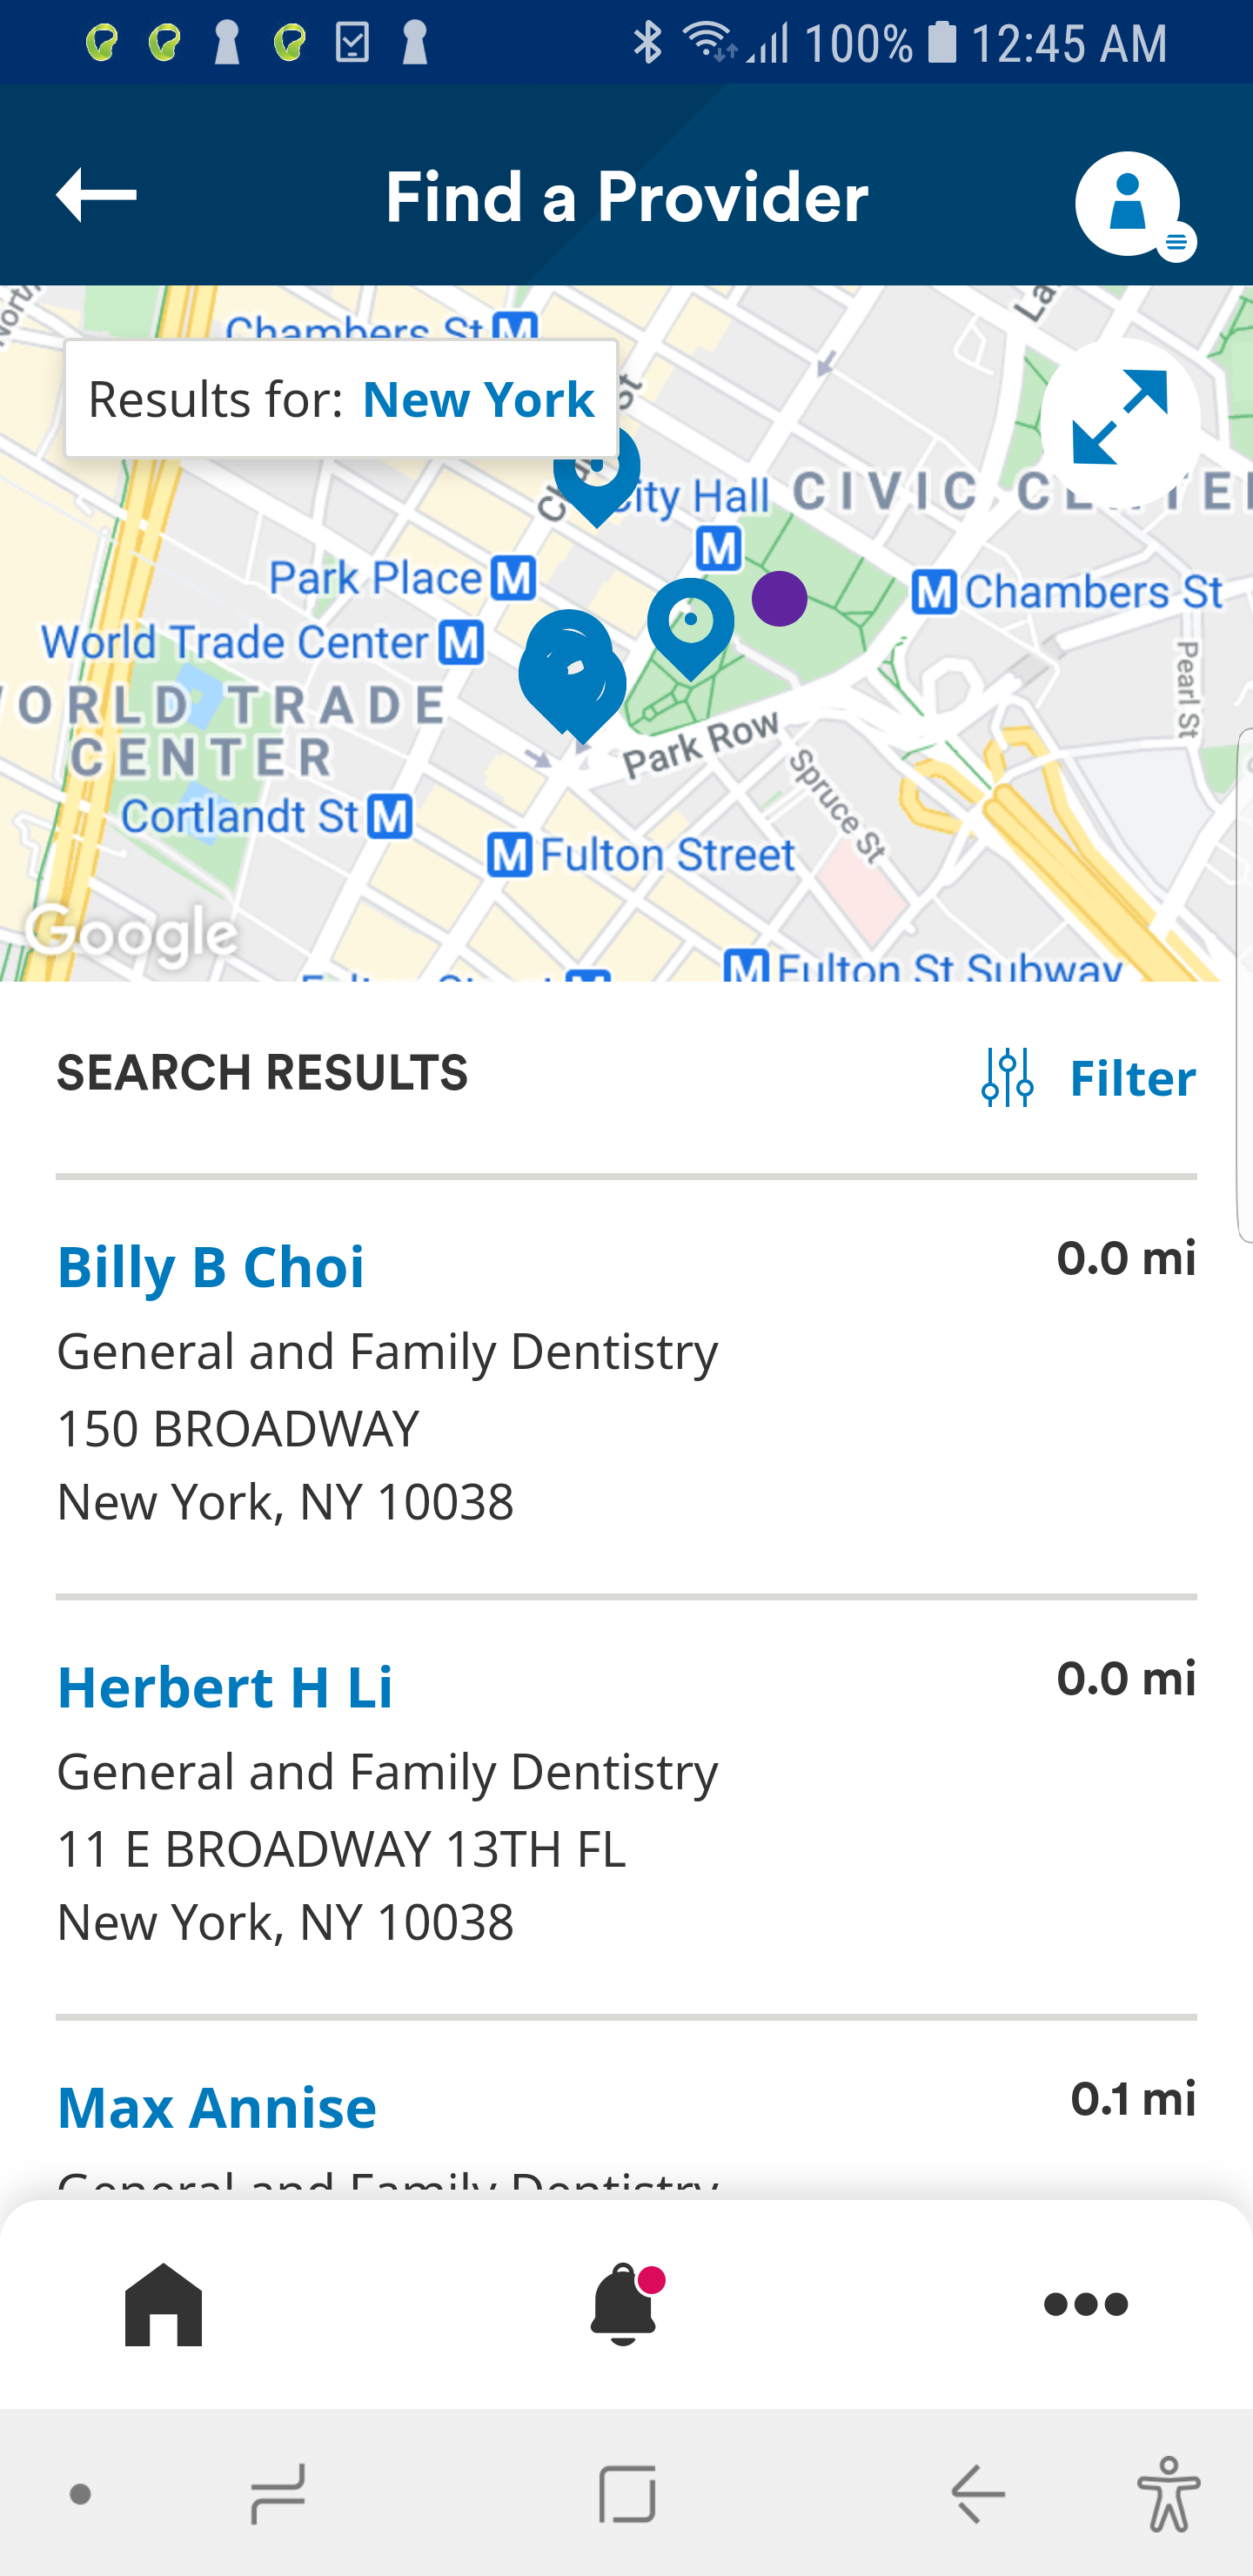 100% 12:45 AM
Find a Provider
Chambers St M
Results for: New York
City Hall
M
CIVIC
Park Place M
M Chambers St
World Trade Center M
WORLD TRADE
CENTER
Pearl St
Park Row
Cortlandt St M
Spruce St
M Fulton Street
Google
M Fulton St Subway
SEARCH RESULTS
Filter
Billy B Choi
0.0 mi
General and Family Dentistry
150 BROADWAY
New York, NY 10038
Herbert H Li
0.0 mi
General and Family Dentistry
11 E BROADWAY 13TH FL
New York, NY 10038
Max Annise
0.1 mi
General and Family Dentistry